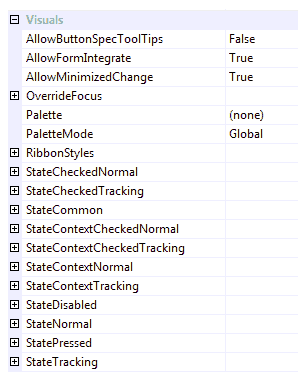 Visuals
AllowButtonSpecToolTips False
AllowFormIntegrate True
AllowMinimizedChange True
OverrideFocus
Palette (none)
PaletteMode Global
RibbonStyles
StateCheckedNormal
StateCheckedTracking
StateCommon
StateContextCheckedNormal
StateContextCheckedTracking
StateContextNormal
StateContextTracking
StateDisabled
StateNormal
StatePressed
StateTracking